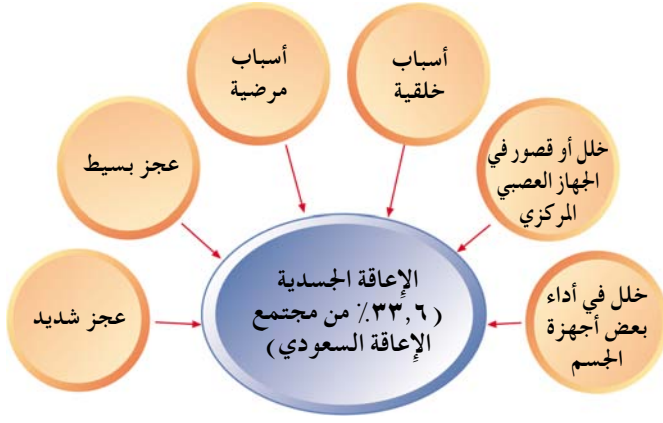 أسباب
خلقية
أسباب
مرضية
خلل أو قصور في
الجهاز العصبي
المركزي
عجز بسيط
خلل في أداء
بعض أجهزة
الجسم
الإعاقة الجسدية
(٣٣,٦٪ من مجتمع
الإعاقة السعودي)
عجز شديد